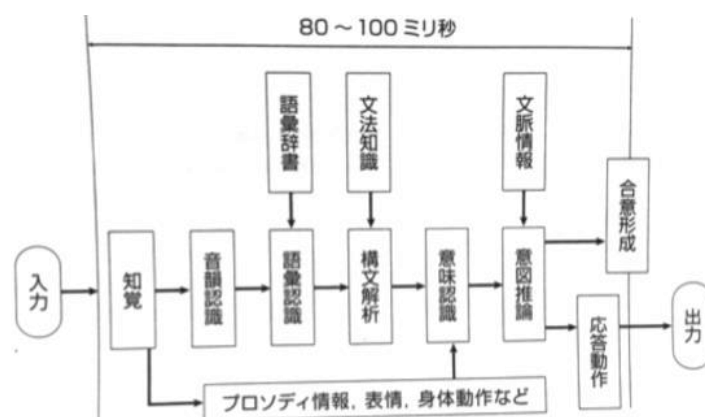 80～100ミリ秒
語彙辞書
文法知識
文脈情報
合意形成
入力
知覚
音韻認識
語彙認識
構文解析
意味認識
意図推論
応答動作
出力
プロソディ情報，表情，身体動作など